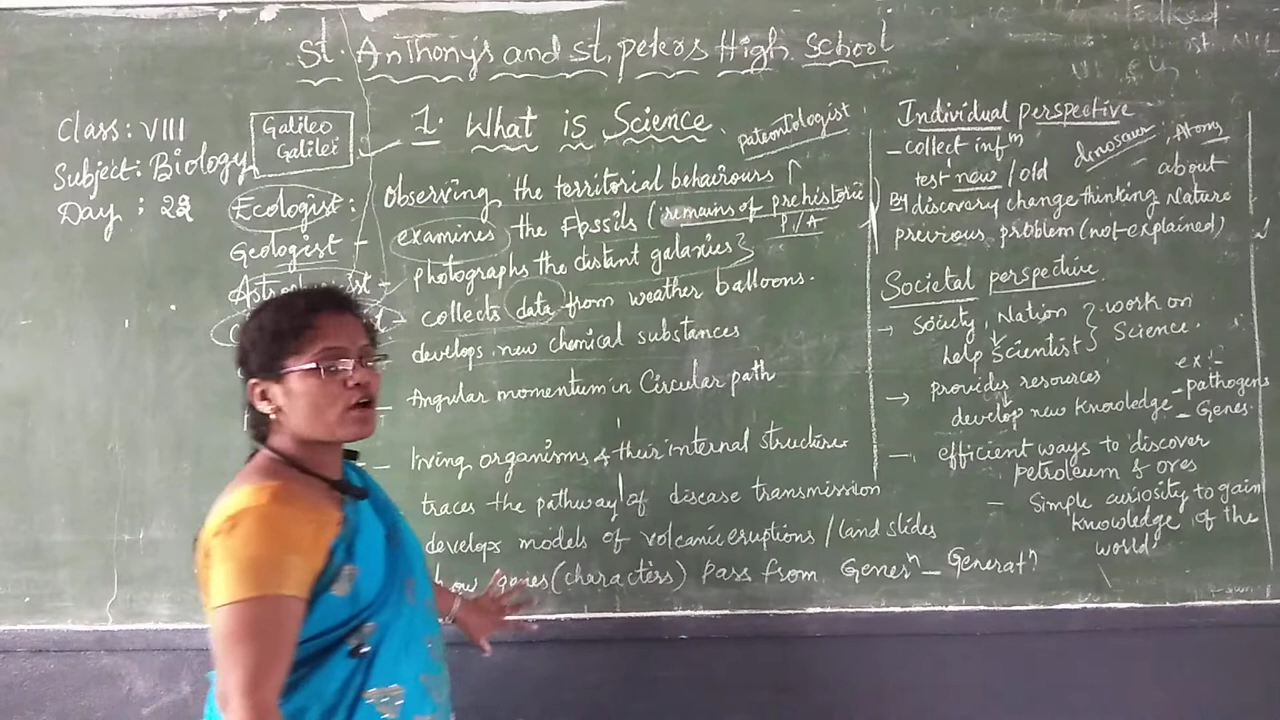 St. Anthony's and St. peters High School
Class: VIII
Subject: Biology
Day : 22
Galileo
Galilei
1. What is Science.
Ecologist: observing the territorial behaviours
Geologist - examines the Fossils (remains of prehistoric
P/A
paleontologist
photographs the distant galaxies
collects data from weather balloons.
develops new chemical substances
Angular momentum in Circular path
living organisms & their internal structure
traces the pathway of disease transmission
develops models of volcanic eruptions / land slides
genes (characters) Pass from Generⁿ - Generatⁿ
Individual perspective
- collect infᵐ
dinosaur, Atoms
test new / old about
By discovery change thinking Nature
previous problem (not explained)
Societal perspective
→ Society, Nation } work on
help Scientist } Science.
→ provides resources ex:-
develop new knowledge - pathogens
- Genes.
- efficient ways to discover
petroleum & ores
- Simple curiosity to gain
knowledge of the
world